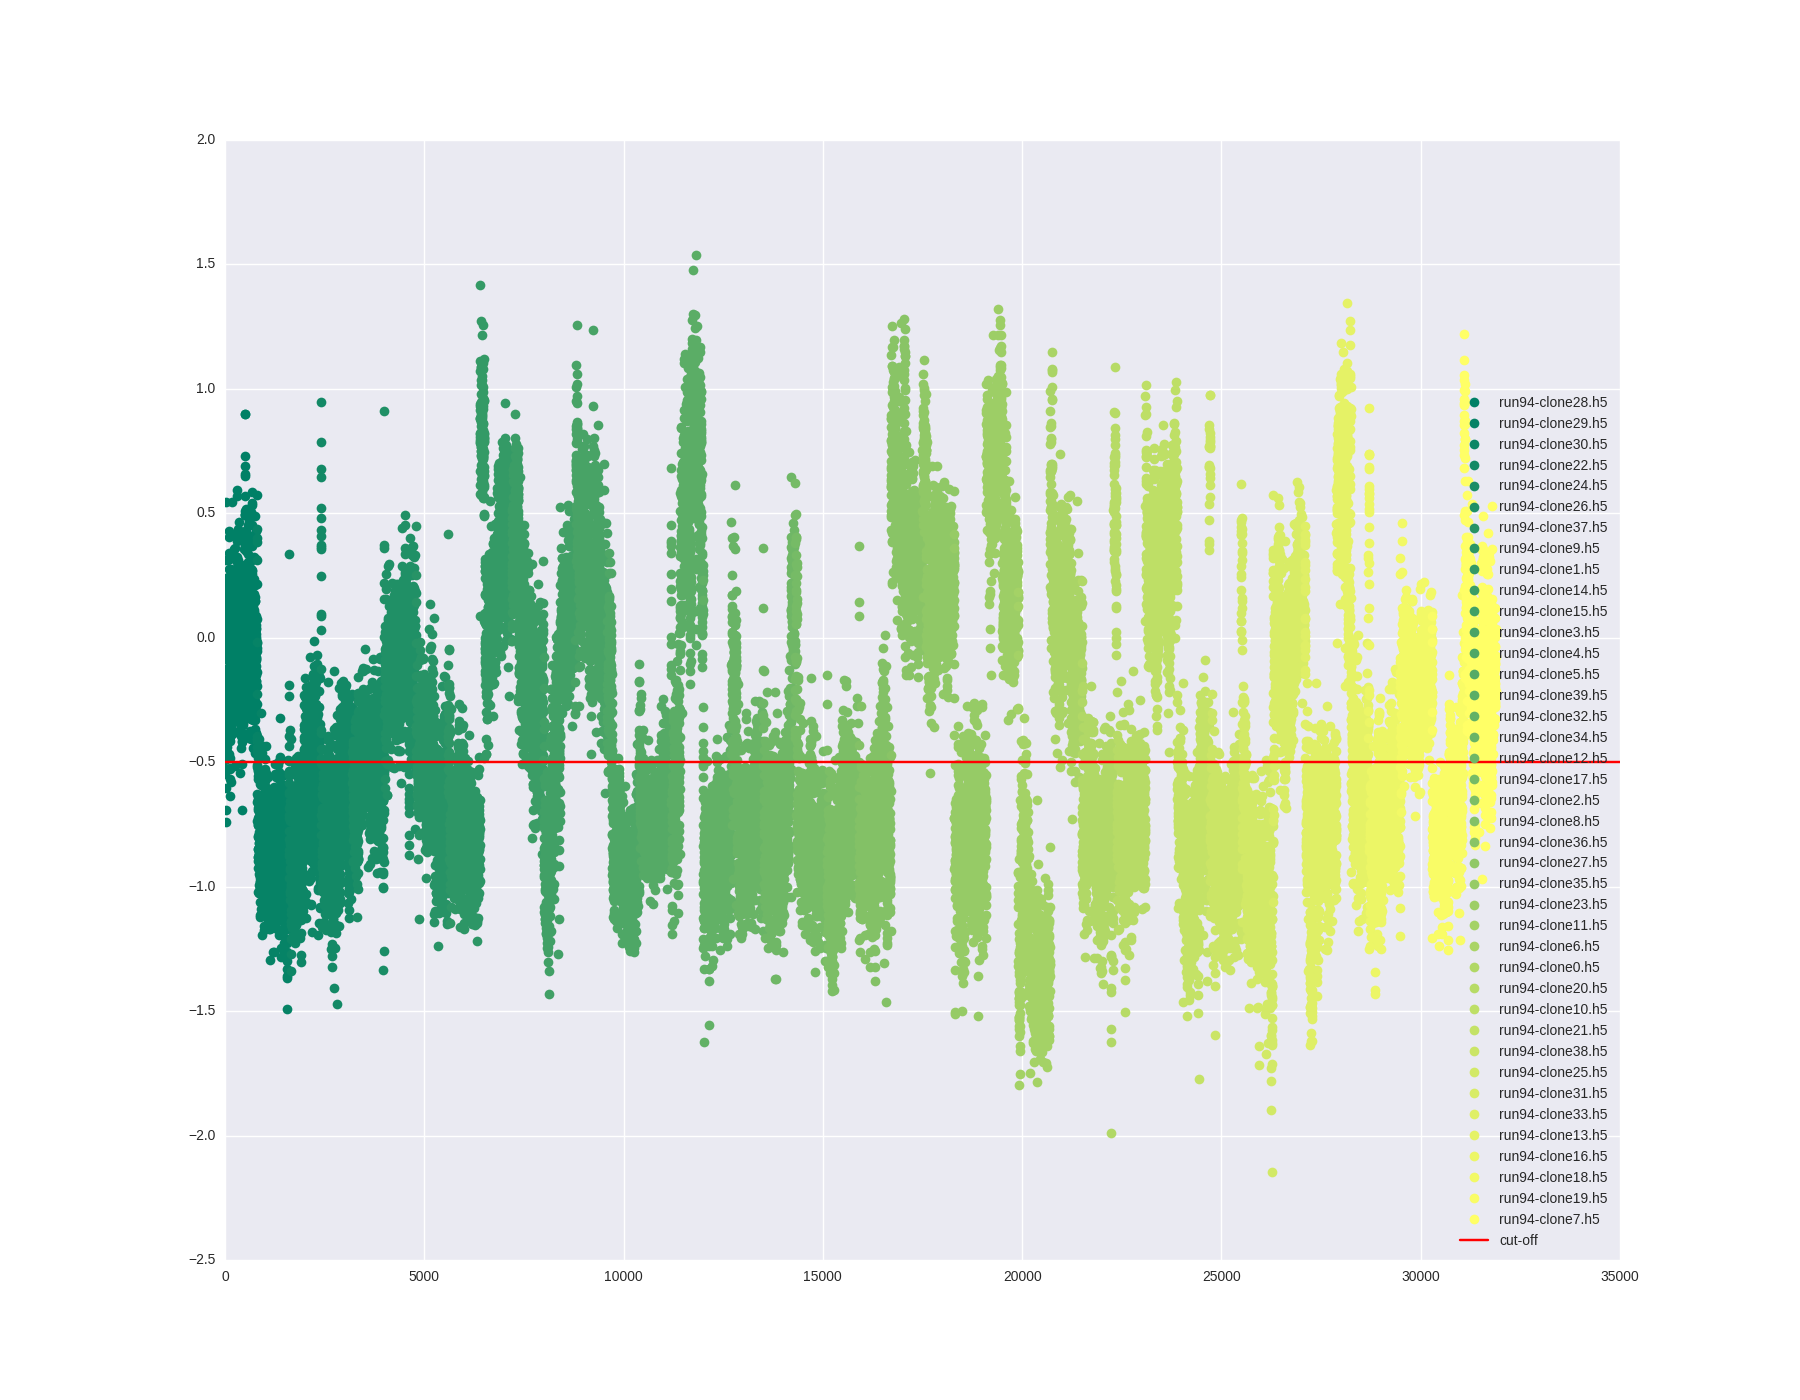 2.0
1.5
1.0
0.5
0.0
−0.5
−1.0
−1.5
−2.0
−2.5
0 5000 10000 15000 20000 25000 30000 35000
run94-clone28.h5
run94-clone29.h5
run94-clone30.h5
run94-clone22.h5
run94-clone24.h5
run94-clone26.h5
run94-clone37.h5
run94-clone9.h5
run94-clone1.h5
run94-clone14.h5
run94-clone15.h5
run94-clone3.h5
run94-clone4.h5
run94-clone5.h5
run94-clone39.h5
run94-clone32.h5
run94-clone34.h5
run94-clone12.h5
run94-clone17.h5
run94-clone2.h5
run94-clone8.h5
run94-clone36.h5
run94-clone27.h5
run94-clone35.h5
run94-clone23.h5
run94-clone11.h5
run94-clone6.h5
run94-clone0.h5
run94-clone20.h5
run94-clone10.h5
run94-clone21.h5
run94-clone38.h5
run94-clone25.h5
run94-clone31.h5
run94-clone33.h5
run94-clone13.h5
run94-clone16.h5
run94-clone18.h5
run94-clone19.h5
run94-clone7.h5
cut-off